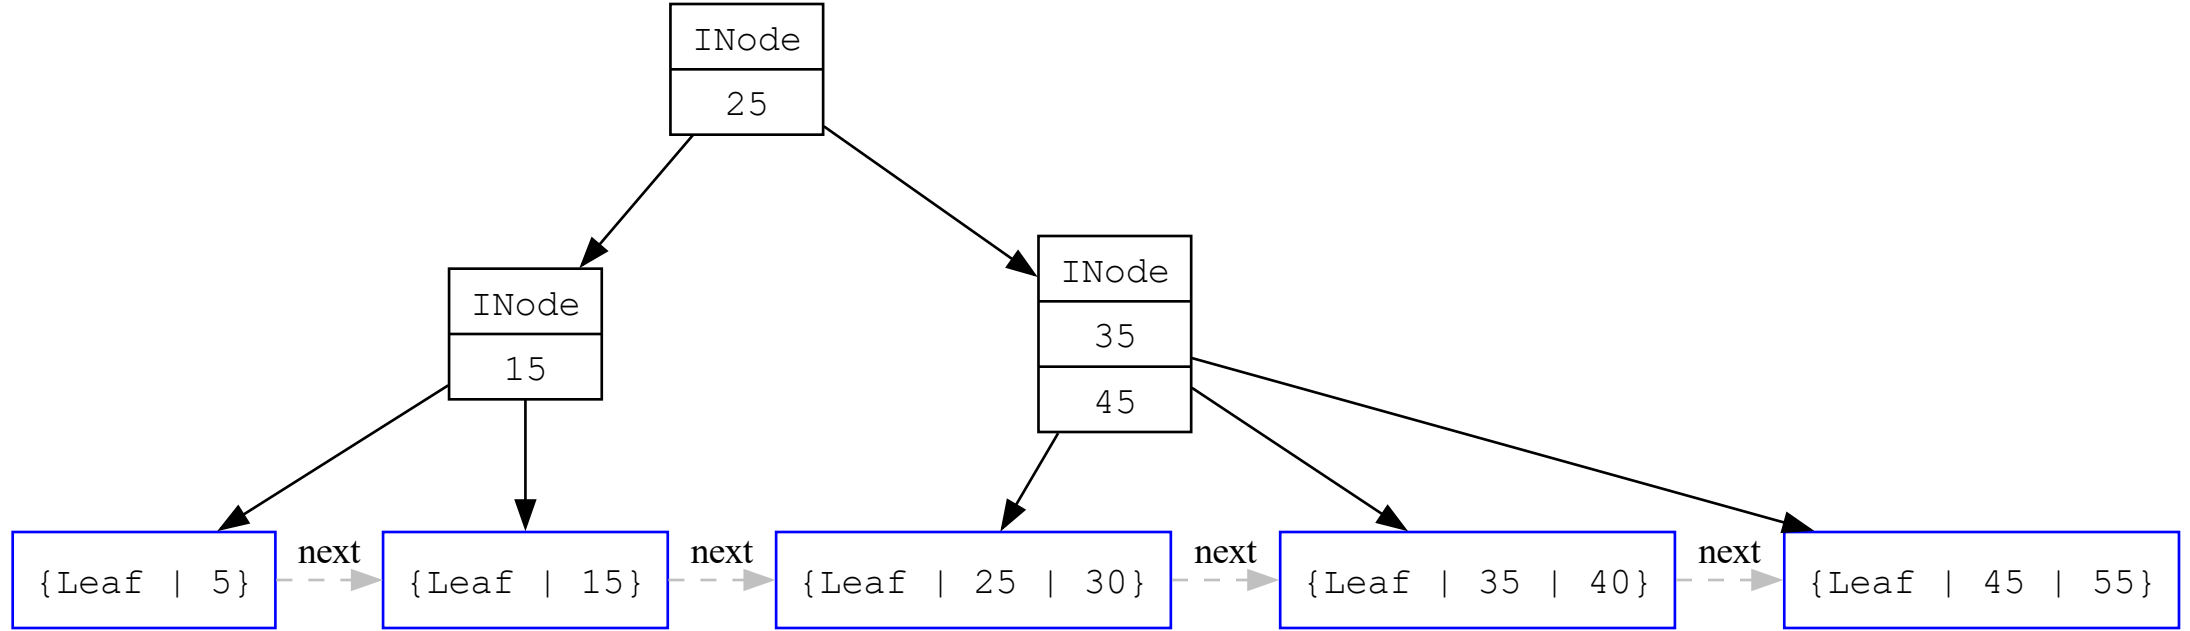 INode
25
INode
15
INode
35
45
{Leaf | 5}
next
{Leaf | 15}
next
{Leaf | 25 | 30}
next
{Leaf | 35 | 40}
next
{Leaf | 45 | 55}